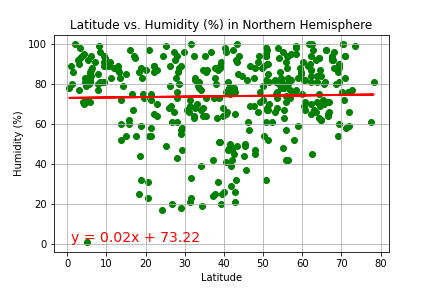 Latitude vs. Humidity (%) in Northern Hemisphere
Humidity (%)
100
80
60
40
20
0
y = 0.02x + 73.22
0 10 20 30 40 50 60 70 80
Latitude